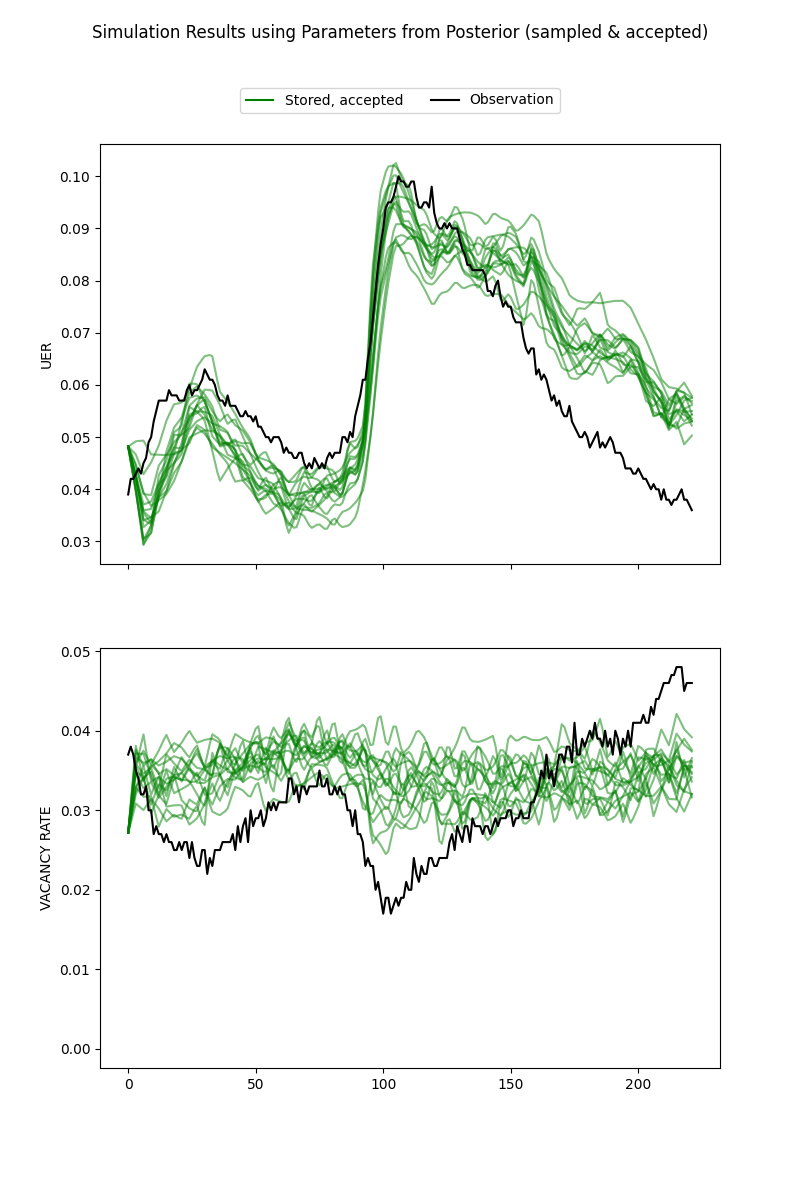 Simulation Results using Parameters from Posterior (sampled & accepted)
Stored, accepted
Observation
0.10
0.09
0.08
0.07
0.06
0.05
0.04
0.03
UER
0.05
0.04
0.03
0.02
0.01
0.00
VACANCY RATE
0 50 100 150 200